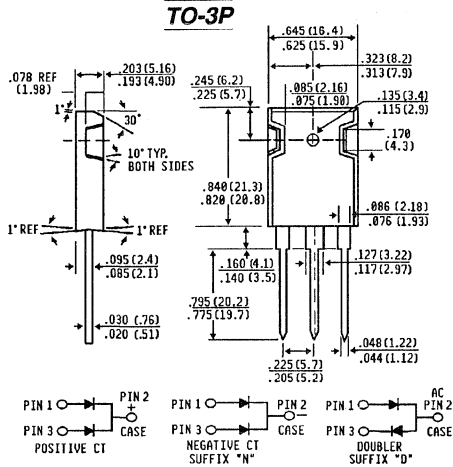 TO-3P
.645 (16.4)
.625 (15.9)
.203 (5.16)
.193 (4.90)
.078 REF
(1.98)
.245 (6.2)
.225 (5.7)
.323 (8.2)
.313 (7.9)
.085 (2.16)
.075 (1.90)
.135 (3.4)
.115 (2.9)
1°
30°
.170
(4.3)
10° TYP.
BOTH SIDES
.840 (21.3)
.820 (20.8)
.086 (2.18)
.076 (1.93)
1° REF
1° REF
.095 (2.4)
.085 (2.1)
.160 (4.1)
.140 (3.5)
.127 (3.22)
.117 (2.97)
.795 (20.2)
.775 (19.7)
.030 (.76)
.020 (.51)
.048 (1.22)
.044 (1.12)
.225 (5.7)
.205 (5.2)
PIN 1
PIN 2
+
PIN 3
CASE
POSITIVE CT
PIN 1
PIN 2
−
PIN 3
CASE
NEGATIVE CT
SUFFIX "N"
PIN 1
AC
PIN 2
PIN 3
CASE
DOUBLER
SUFFIX "D"